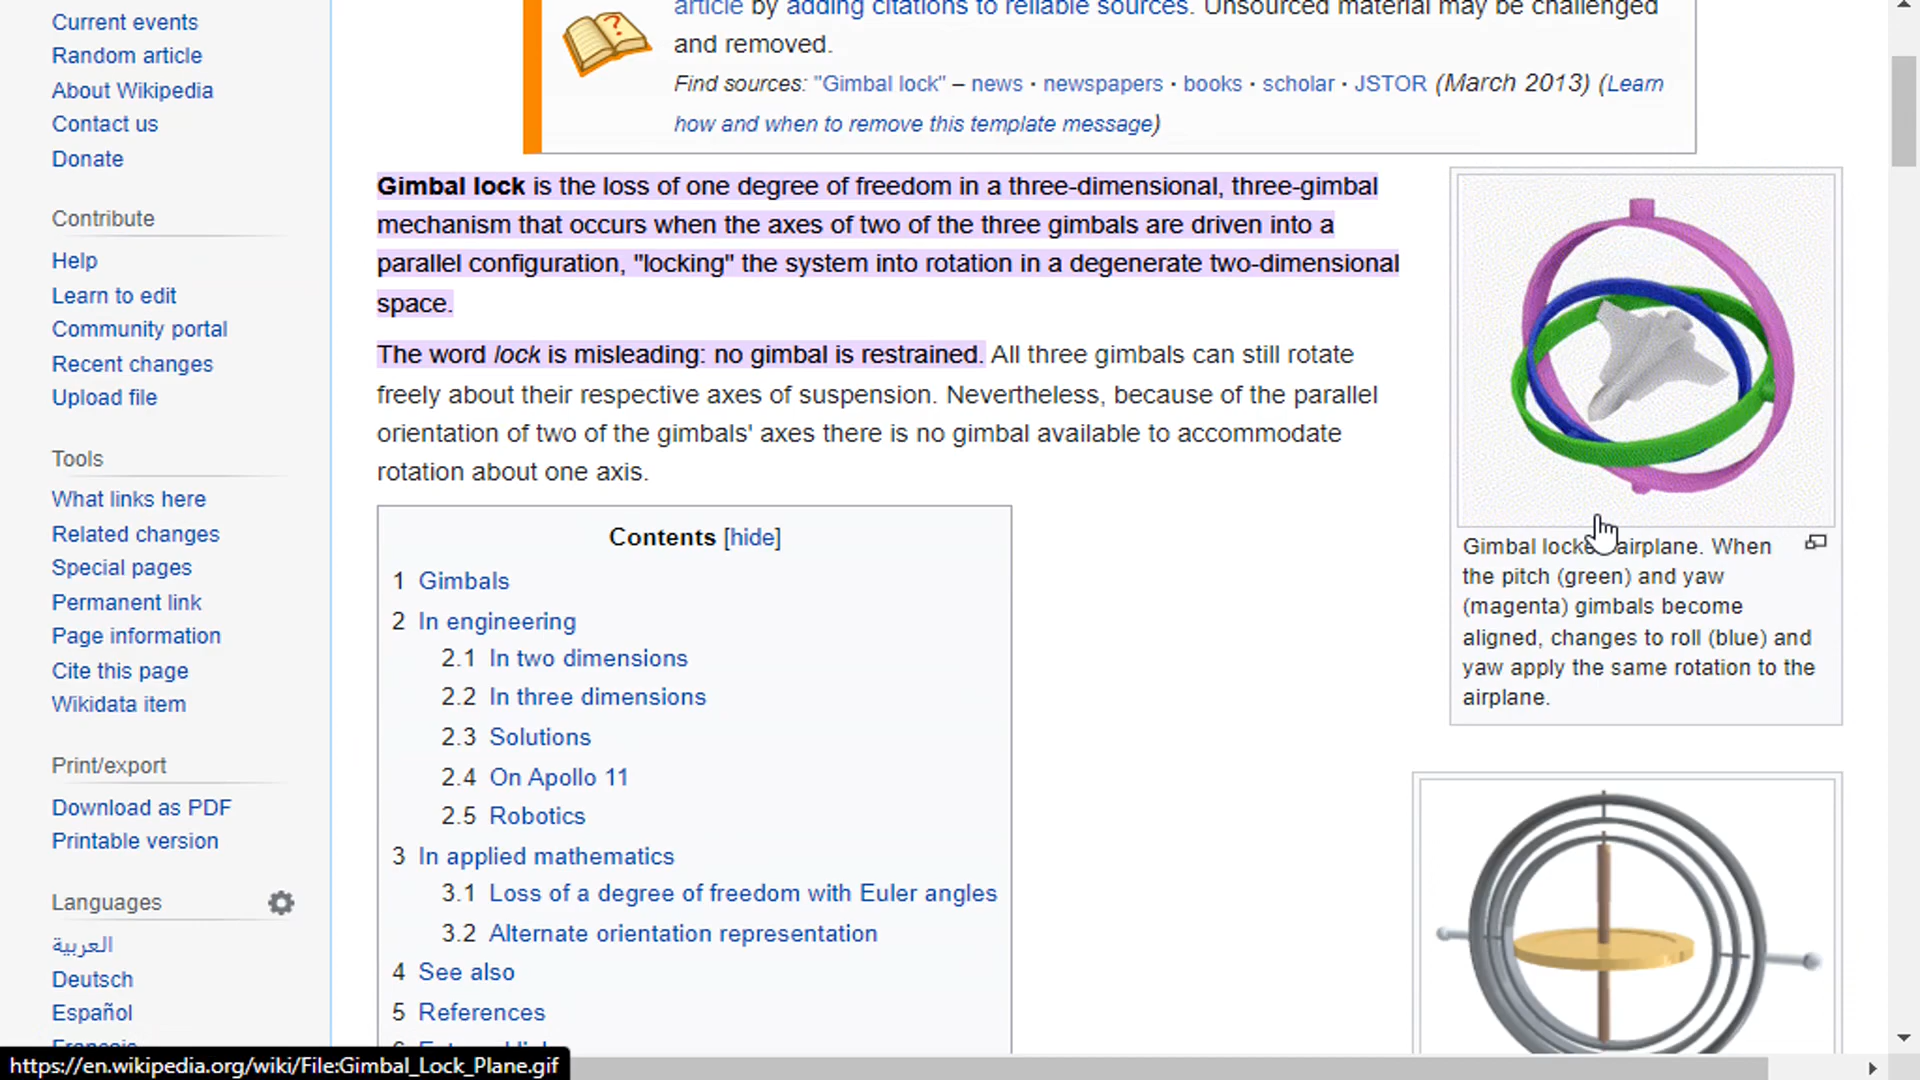 Current events
Random article
About Wikipedia
Contact us
Donate
Contribute
Help
Learn to edit
Community portal
Recent changes
Upload file
Tools
What links here
Related changes
Special pages
Permanent link
Page information
Cite this page
Wikidata item
Print/export
Download as PDF
Printable version
Languages
العربية
Deutsch
Español
Français
article by adding citations to reliable sources. Unsourced material may be challenged
and removed.
Find sources: "Gimbal lock" – news · newspapers · books · scholar · JSTOR (March 2013) (Learn
how and when to remove this template message)
Gimbal lock is the loss of one degree of freedom in a three-dimensional, three-gimbal
mechanism that occurs when the axes of two of the three gimbals are driven into a
parallel configuration, "locking" the system into rotation in a degenerate two-dimensional
space.
The word lock is misleading: no gimbal is restrained. All three gimbals can still rotate
freely about their respective axes of suspension. Nevertheless, because of the parallel
orientation of two of the gimbals' axes there is no gimbal available to accommodate
rotation about one axis.
Contents [hide]
1 Gimbals
2 In engineering
2.1 In two dimensions
2.2 In three dimensions
2.3 Solutions
2.4 On Apollo 11
2.5 Robotics
3 In applied mathematics
3.1 Loss of a degree of freedom with Euler angles
3.2 Alternate orientation representation
4 See also
5 References
Gimbal locked airplane. When
the pitch (green) and yaw
(magenta) gimbals become
aligned, changes to roll (blue) and
yaw apply the same rotation to the
airplane.
https://en.wikipedia.org/wiki/File:Gimbal_Lock_Plane.gif